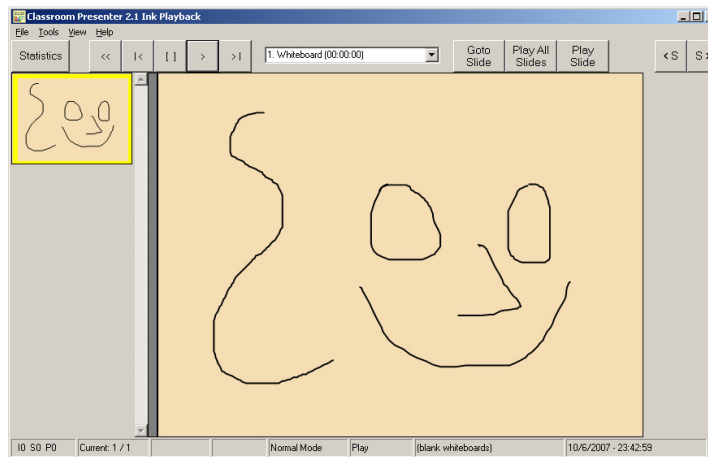 Classroom Presenter 2.1 Ink Playback
File Tools View Help
Statistics << |< [ ] > >| 1. Whiteboard (00:00:00) Goto Slide Play All Slides Play Slide < S S >
I0 S0 P0 Current: 1 / 1 Normal Mode Play (blank whiteboards) 10/6/2007 - 23:42:59